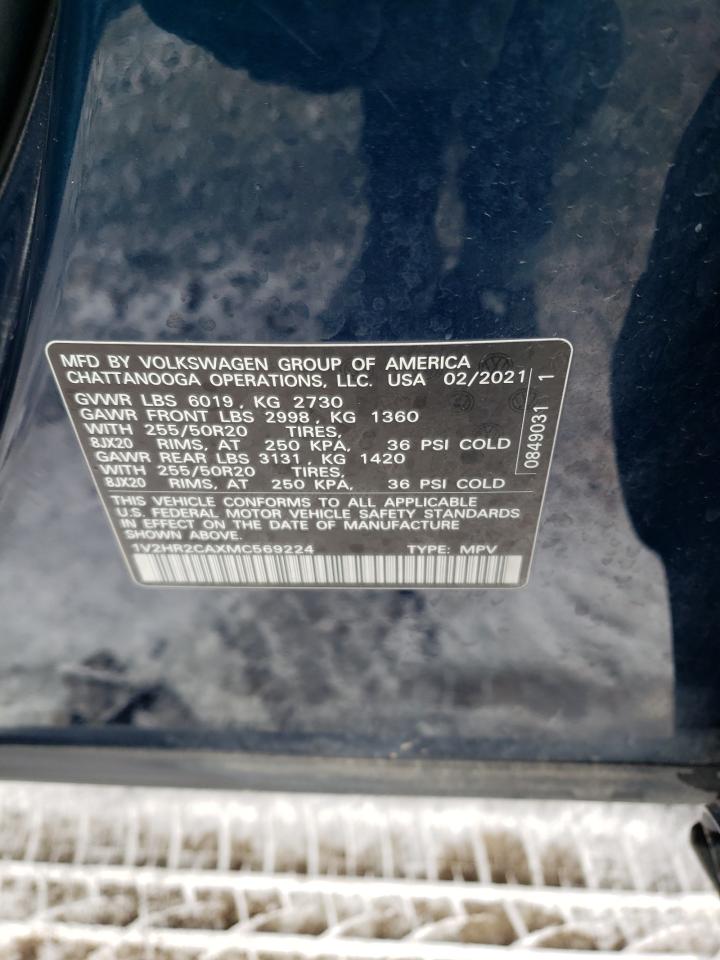 MFD BY VOLKSWAGEN GROUP OF AMERICA
CHATTANOOGA OPERATIONS, LLC. USA 02/2021
GVWR LBS 6019, KG 2730
GAWR FRONT LBS 2998, KG 1360
WITH 255/50R20 TIRES,
8JX20 RIMS, AT 250 KPA, 36 PSI COLD
GAWR REAR LBS 3131, KG 1420
WITH 255/50R20 TIRES,
8JX20 RIMS, AT 250 KPA, 36 PSI COLD
THIS VEHICLE CONFORMS TO ALL APPLICABLE
U.S. FEDERAL MOTOR VEHICLE SAFETY STANDARDS
IN EFFECT ON THE DATE OF MANUFACTURE
SHOWN ABOVE.
1V2HR2CAXMC569224 TYPE: MPV
0849031 1